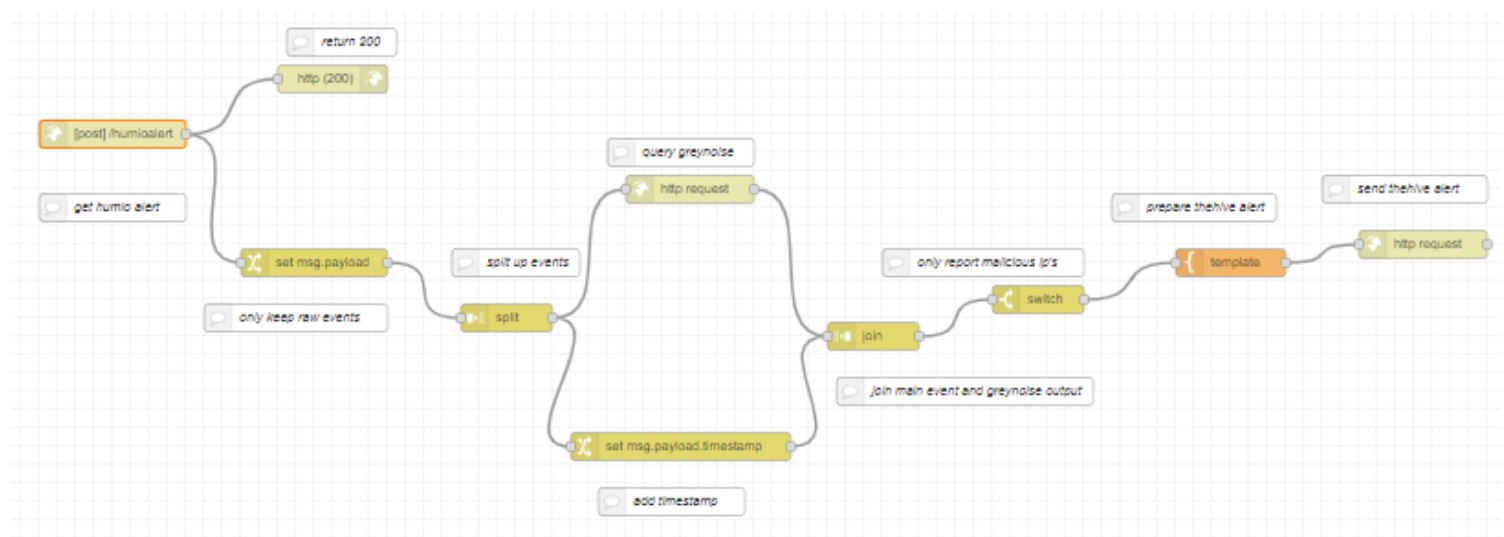 return 200
http (200)
[post] /humioalert
get humio alert
set msg.payload
only keep raw events
split up events
split
query greynoise
http request
set msg.payload.timestamp
add timestamp
join
join main event and greynoise output
only report malicious ip's
switch
prepare thehive alert
template
send thehive alert
http request